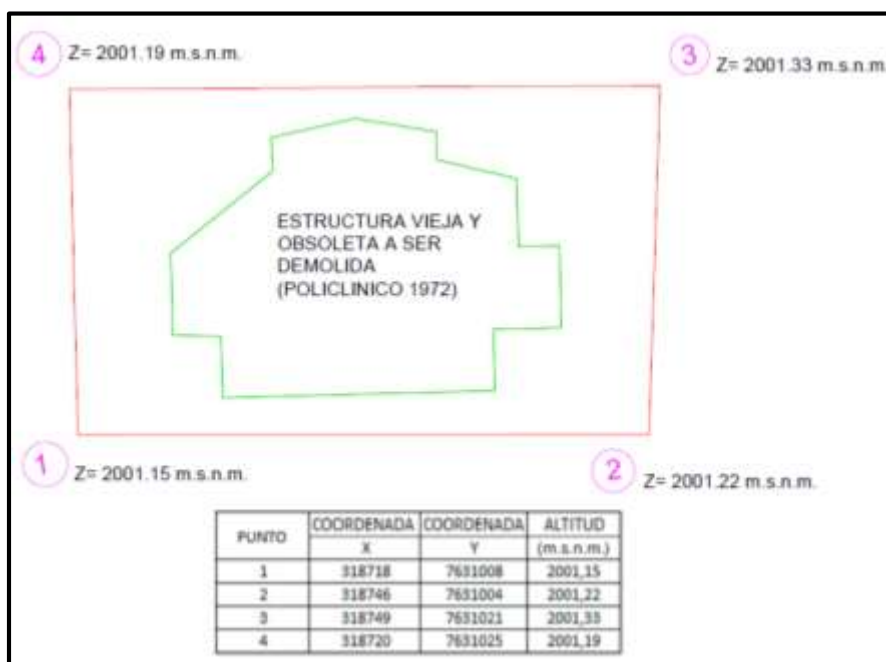 4 Z= 2001.19 m.s.n.m.
3 Z= 2001.33 m.s.n.m.
ESTRUCTURA VIEJA Y
OBSOLETA A SER
DEMOLIDA
(POLICLINICO 1972)
1 Z= 2001.15 m.s.n.m.
2 Z= 2001.22 m.s.n.m.
PUNTO COORDENADA COORDENADA ALTITUD
X Y (m.s.n.m.)
1 318718 7631008 2001,15
2 318746 7631004 2001,22
3 318749 7631021 2001,33
4 318720 7631025 2001,19